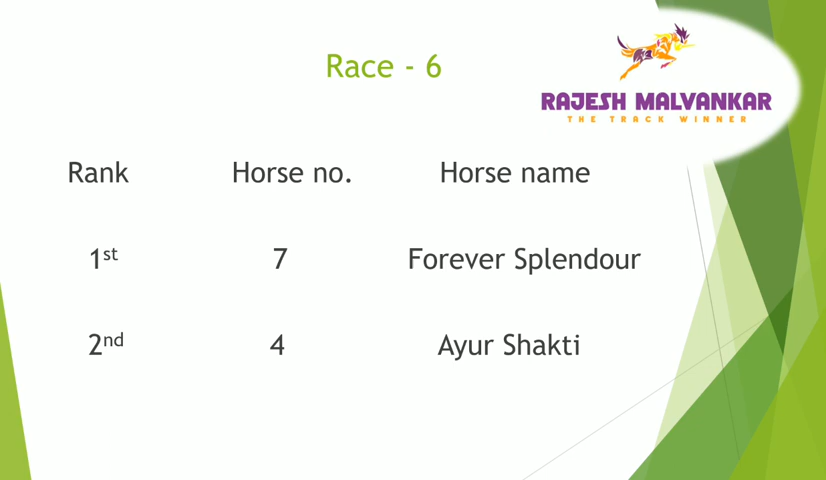 Race - 6
RAJESH MALVANKAR
THE TRACK WINNER
Rank Horse no. Horse name
1st 7 Forever Splendour
2nd 4 Ayur Shakti